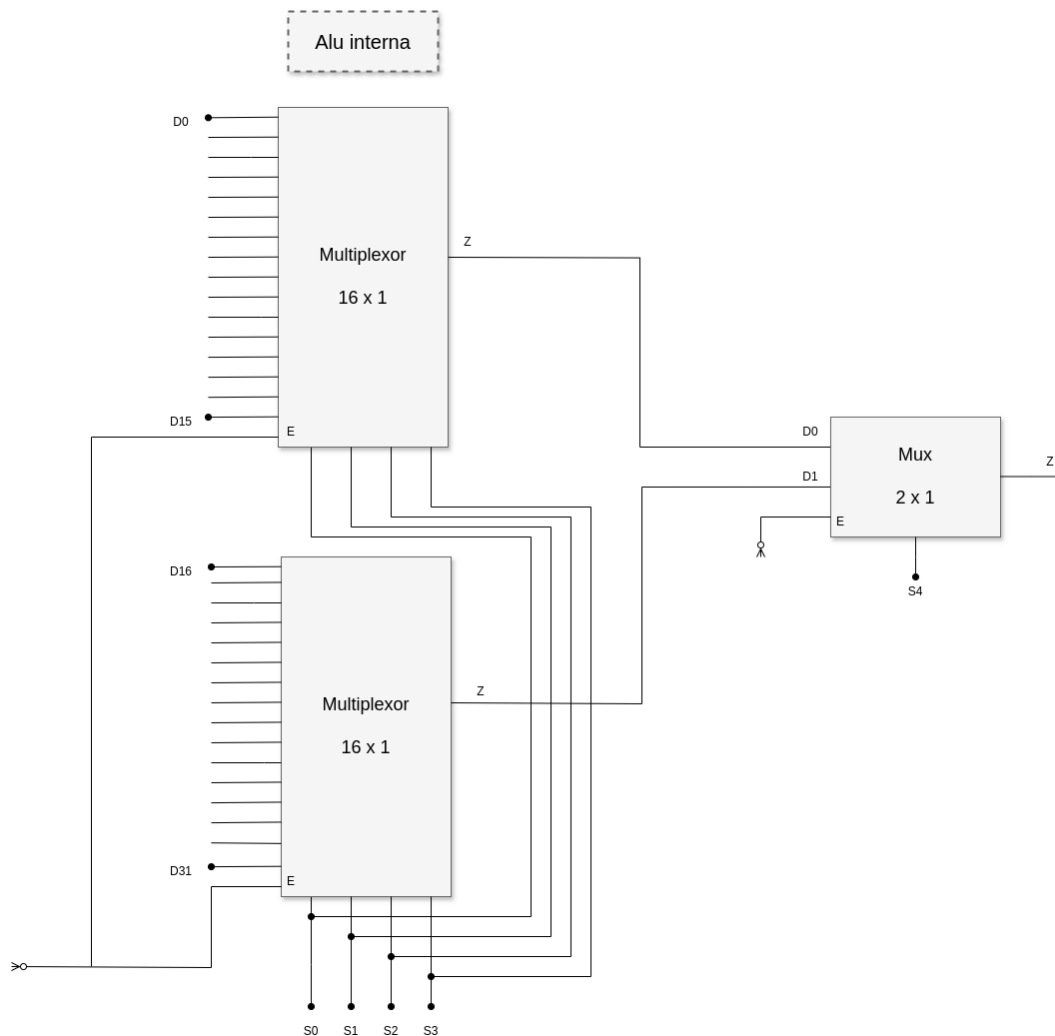 Alu interna
D0
Multiplexor
16 x 1
Z
D15
E
D0
Mux
D1
2 x 1
Z
E
S4
D16
Multiplexor
16 x 1
Z
D31
E
S0
S1
S2
S3